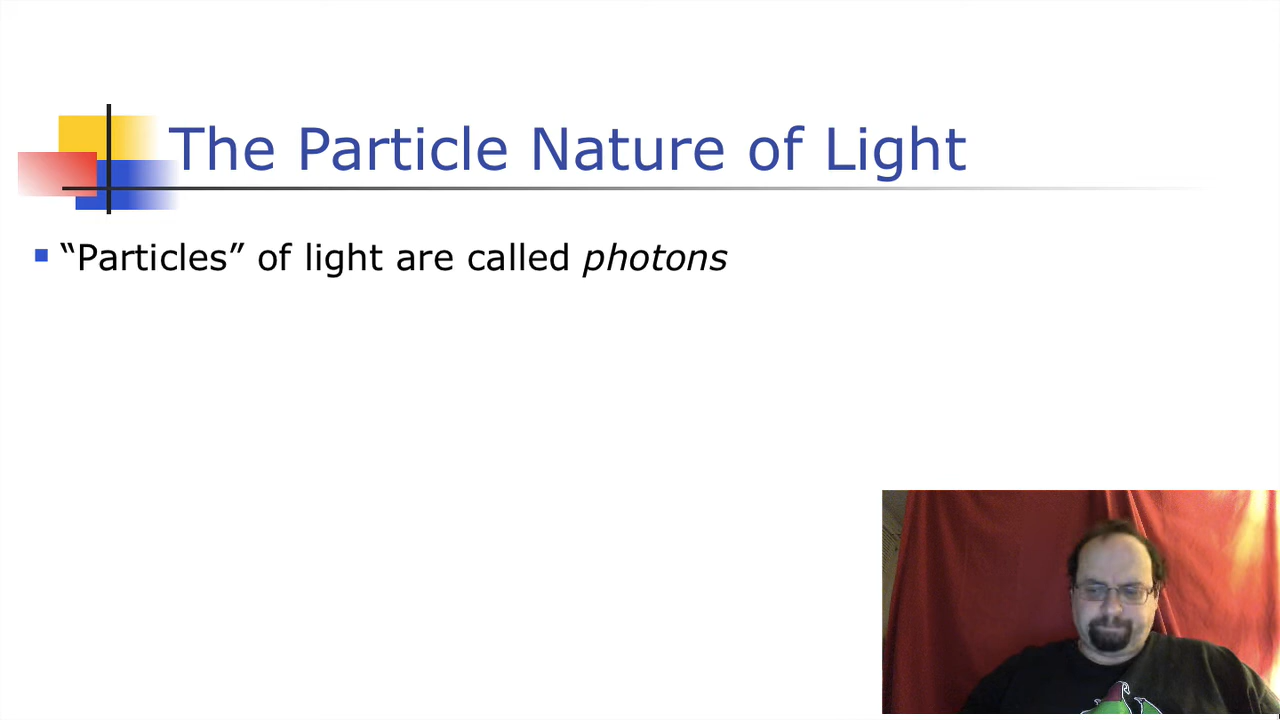 The Particle Nature of Light
“Particles” of light are called photons